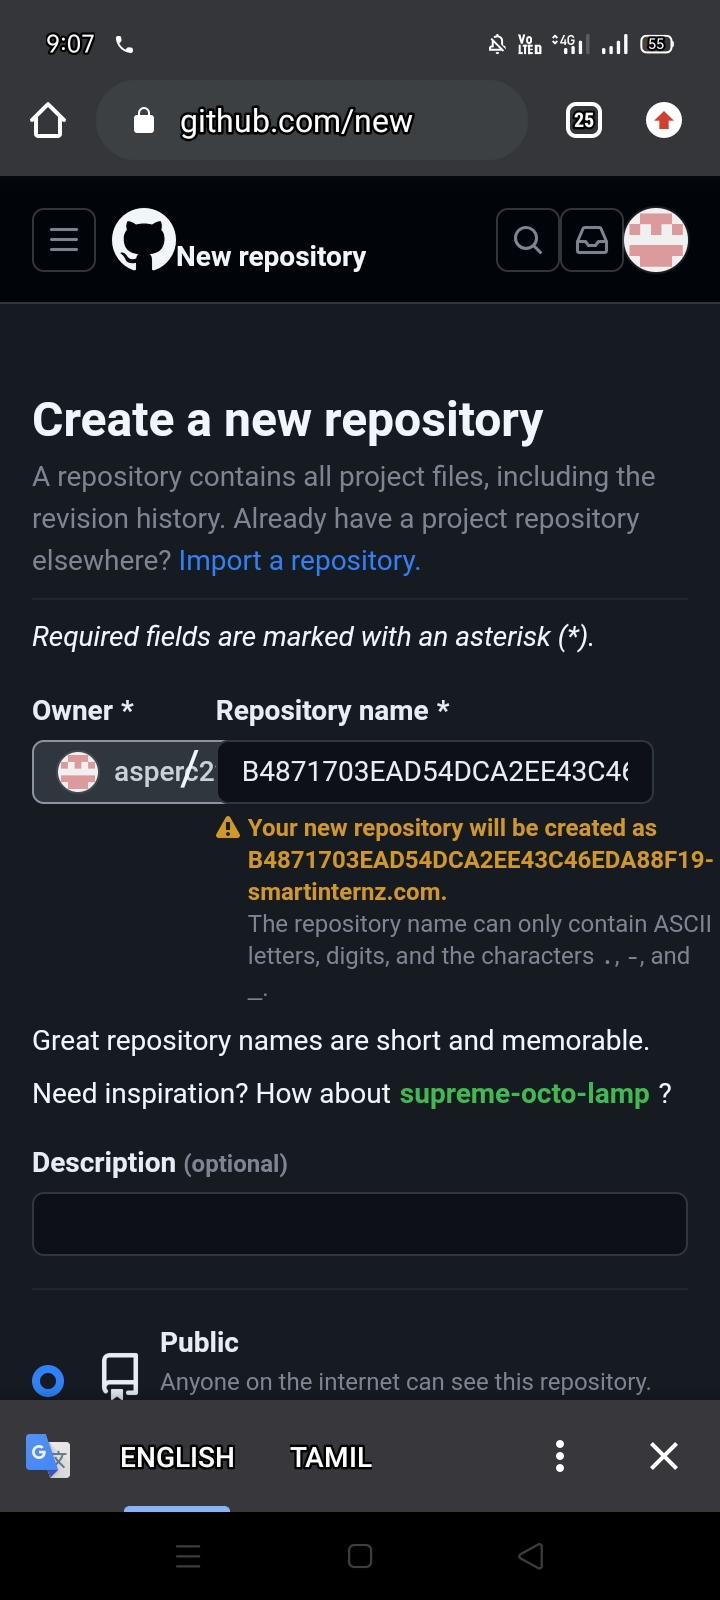 9:07
Vo LTED 4G 55
github.com/new
25
New repository
Create a new repository
A repository contains all project files, including the
revision history. Already have a project repository
elsewhere? Import a repository.
Required fields are marked with an asterisk (*).
Owner * Repository name *
asperc2 / B4871703EAD54DCA2EE43C46
Your new repository will be created as
B4871703EAD54DCA2EE43C46EDA88F19-
smartinternz.com.
The repository name can only contain ASCII
letters, digits, and the characters ., -, and
_.
Great repository names are short and memorable.
Need inspiration? How about supreme-octo-lamp ?
Description (optional)
Public
Anyone on the internet can see this repository.
G 文 ENGLISH TAMIL